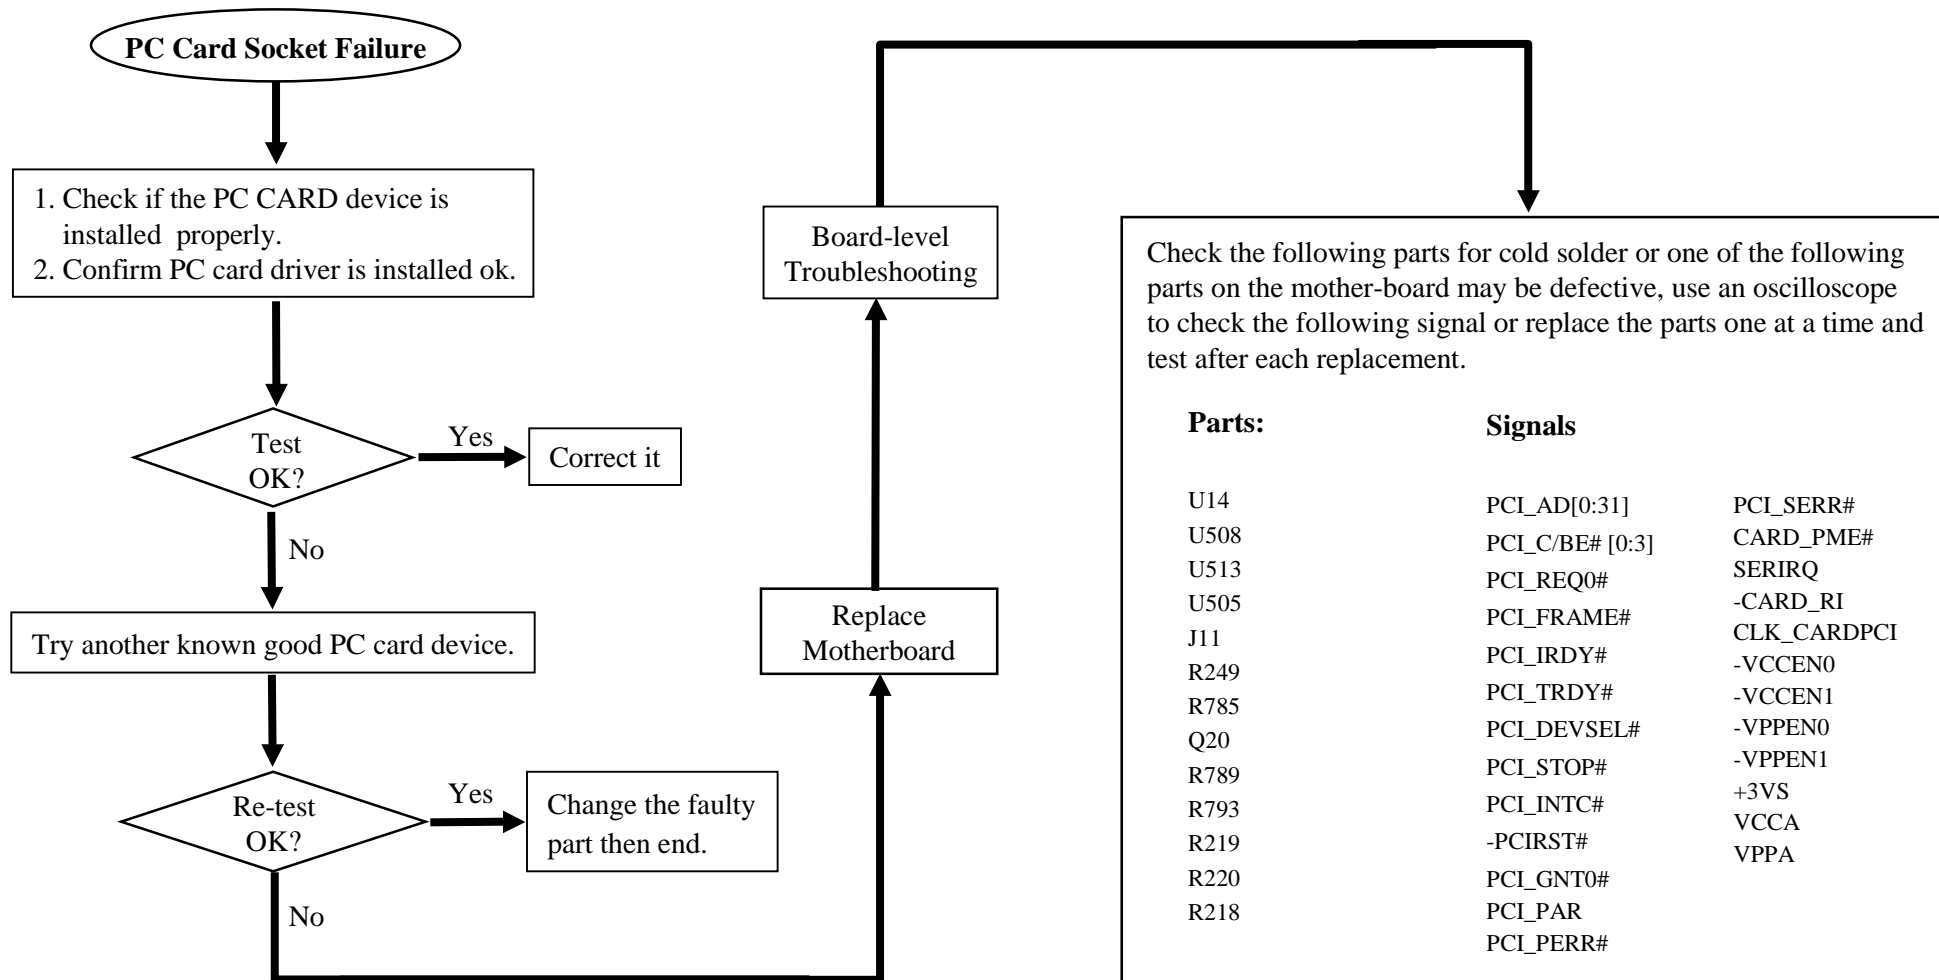 PC Card Socket Failure
1. Check if the PC CARD device is
installed properly.
2. Confirm PC card driver is installed ok.
Test
OK?
Yes
Correct it
No
Try another known good PC card device.
Re-test
OK?
Yes
Change the faulty
part then end.
No
Replace
Motherboard
Board-level
Troubleshooting
Check the following parts for cold solder or one of the following
parts on the mother-board may be defective, use an oscilloscope
to check the following signal or replace the parts one at a time and
test after each replacement.
Parts:
U14
U508
U513
U505
J11
R249
R785
Q20
R789
R793
R219
R220
R218
Signals
PCI_AD[0:31]
PCI_C/BE# [0:3]
PCI_REQ0#
PCI_FRAME#
PCI_IRDY#
PCI_TRDY#
PCI_DEVSEL#
PCI_STOP#
PCI_INTC#
-PCIRST#
PCI_GNT0#
PCI_PAR
PCI_PERR#
PCI_SERR#
CARD_PME#
SERIRQ
-CARD_RI
CLK_CARDPCI
-VCCEN0
-VCCEN1
-VPPEN0
-VPPEN1
+3VS
VCCA
VPPA